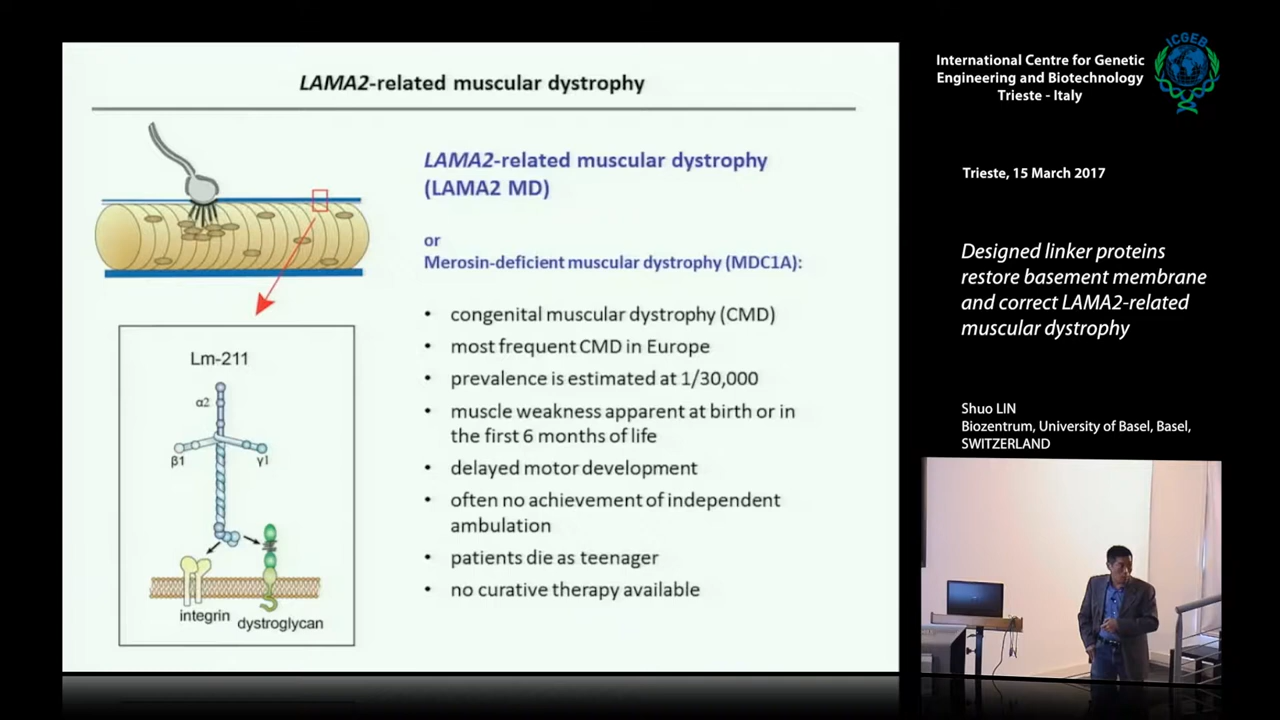 LAMA2-related muscular dystrophy
LAMA2-related muscular dystrophy
(LAMA2 MD)
or
Merosin-deficient muscular dystrophy (MDC1A):
• congenital muscular dystrophy (CMD)
• most frequent CMD in Europe
• prevalence is estimated at 1/30,000
• muscle weakness apparent at birth or in
the first 6 months of life
• delayed motor development
• often no achievement of independent
ambulation
• patients die as teenager
• no curative therapy available
Lm-211
α2
β1
γ1
integrin
dystroglycan
International Centre for Genetic
Engineering and Biotechnology
Trieste - Italy
ICGEB
Trieste, 15 March 2017
Designed linker proteins
restore basement membrane
and correct LAMA2-related
muscular dystrophy
Shuo LIN
Biozentrum, University of Basel, Basel,
SWITZERLAND